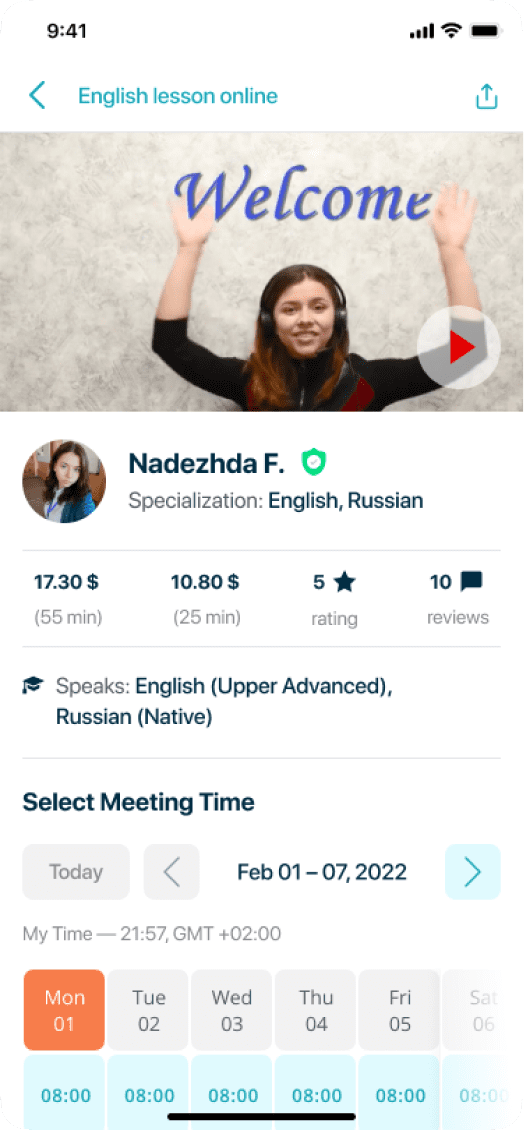 9:41
English lesson online
Welcome
Nadezhda F.
Specialization: English, Russian
17.30 $ 10.80 $ 5 10
(55 min) (25 min) rating reviews
Speaks: English (Upper Advanced),
Russian (Native)
Select Meeting Time
Today Feb 01 – 07, 2022
My Time — 21:57, GMT +02:00
Mon Tue Wed Thu Fri Sat
01 02 03 04 05 06
08:00 08:00 08:00 08:00 08:00 08:00